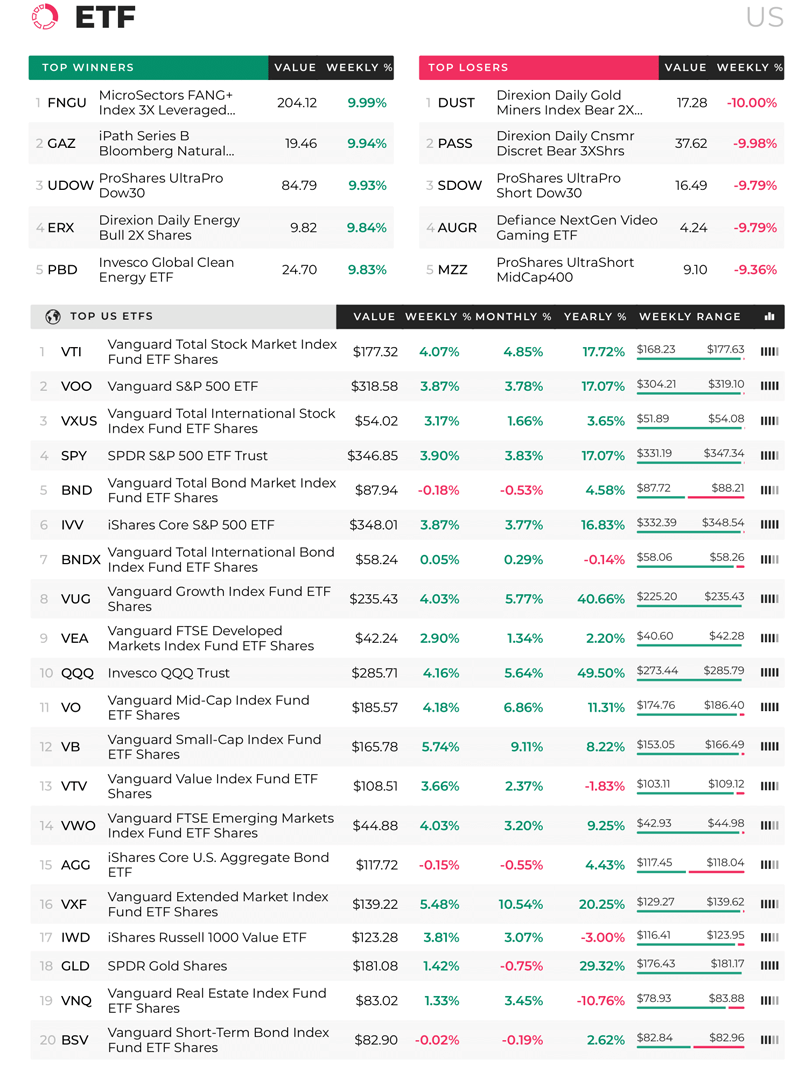 ETF
US
TOP WINNERS VALUE WEEKLY %
1 FNGU MicroSectors FANG+ Index 3X Leveraged... 204.12 9.99%
2 GAZ iPath Series B Bloomberg Natural... 19.46 9.94%
3 UDOW ProShares UltraPro Dow30 84.79 9.93%
4 ERX Direxion Daily Energy Bull 2X Shares 9.82 9.84%
5 PBD Invesco Global Clean Energy ETF 24.70 9.83%
TOP LOSERS VALUE WEEKLY %
1 DUST Direxion Daily Gold Miners Index Bear 2X... 17.28 -10.00%
2 PASS Direxion Daily Cnsmr Discret Bear 3XShrs 37.62 -9.98%
3 SDOW ProShares UltraPro Short Dow30 16.49 -9.79%
4 AUGR Defiance NextGen Video Gaming ETF 4.24 -9.79%
5 MZZ ProShares UltraShort MidCap400 9.10 -9.36%
TOP US ETFS VALUE WEEKLY % MONTHLY % YEARLY % WEEKLY RANGE
1 VTI Vanguard Total Stock Market Index Fund ETF Shares $177.32 4.07% 4.85% 17.72% $168.23 $177.63
2 VOO Vanguard S&P 500 ETF $318.58 3.87% 3.78% 17.07% $304.21 $319.10
3 VXUS Vanguard Total International Stock Index Fund ETF Shares $54.02 3.17% 1.66% 3.65% $51.89 $54.08
4 SPY SPDR S&P 500 ETF Trust $346.85 3.90% 3.83% 17.07% $331.19 $347.34
5 BND Vanguard Total Bond Market Index Fund ETF Shares $87.94 -0.18% -0.53% 4.58% $87.72 $88.21
6 IVV iShares Core S&P 500 ETF $348.01 3.87% 3.77% 16.83% $332.39 $348.54
7 BNDX Vanguard Total International Bond Index Fund ETF Shares $58.24 0.05% 0.29% -0.14% $58.06 $58.26
8 VUG Vanguard Growth Index Fund ETF Shares $235.43 4.03% 5.77% 40.66% $225.20 $235.43
9 VEA Vanguard FTSE Developed Markets Index Fund ETF Shares $42.24 2.90% 1.34% 2.20% $40.60 $42.28
10 QQQ Invesco QQQ Trust $285.71 4.16% 5.64% 49.50% $273.44 $285.79
11 VO Vanguard Mid-Cap Index Fund ETF Shares $185.57 4.18% 6.86% 11.31% $174.76 $186.40
12 VB Vanguard Small-Cap Index Fund ETF Shares $165.78 5.74% 9.11% 8.22% $153.05 $166.49
13 VTV Vanguard Value Index Fund ETF Shares $108.51 3.66% 2.37% -1.83% $103.11 $109.12
14 VWO Vanguard FTSE Emerging Markets Index Fund ETF Shares $44.88 4.03% 3.20% 9.25% $42.93 $44.98
15 AGG iShares Core U.S. Aggregate Bond ETF $117.72 -0.15% -0.55% 4.43% $117.45 $118.04
16 VXF Vanguard Extended Market Index Fund ETF Shares $139.22 5.48% 10.54% 20.25% $129.27 $139.62
17 IWD iShares Russell 1000 Value ETF $123.28 3.81% 3.07% -3.00% $116.41 $123.95
18 GLD SPDR Gold Shares $181.08 1.42% -0.75% 29.32% $176.43 $181.17
19 VNQ Vanguard Real Estate Index Fund ETF Shares $83.02 1.33% 3.45% -10.76% $78.93 $83.88
20 BSV Vanguard Short-Term Bond Index Fund ETF Shares $82.90 -0.02% -0.19% 2.62% $82.84 $82.96